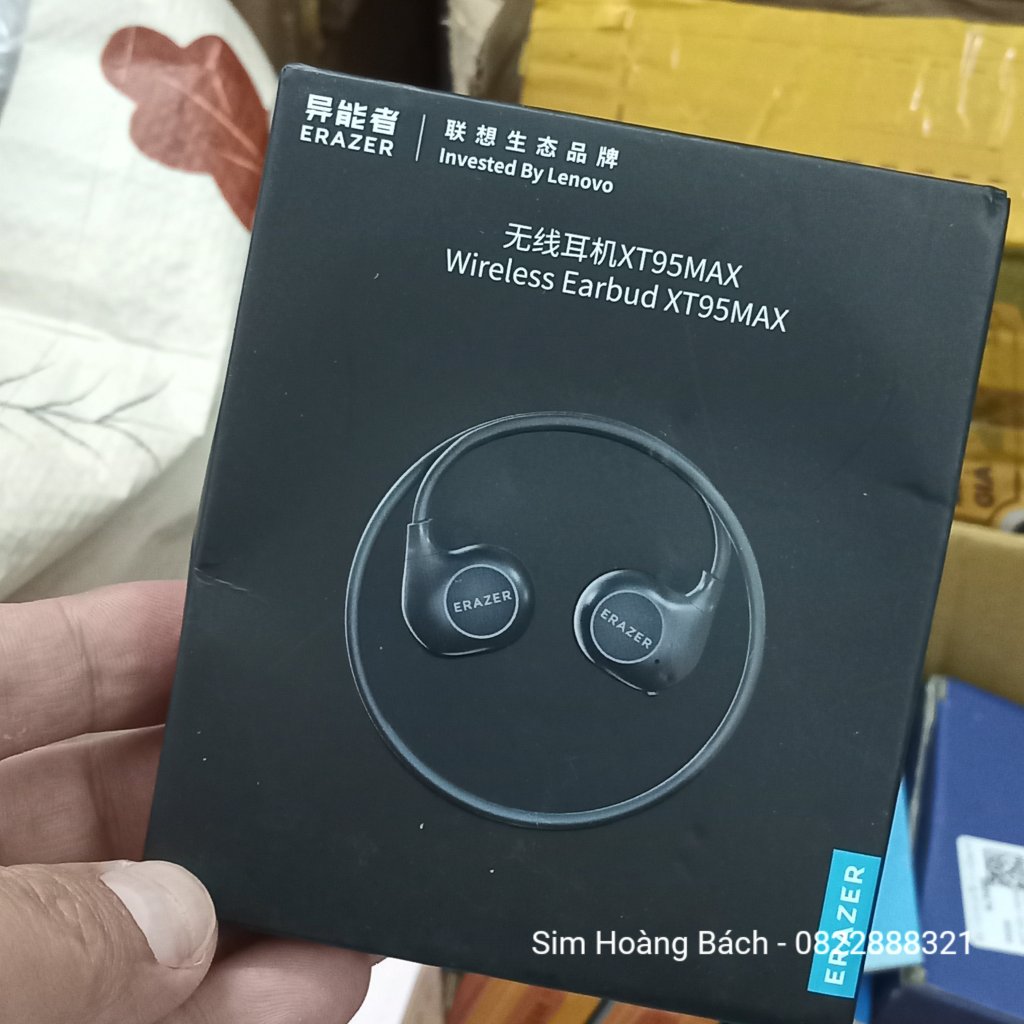 异能者
ERAZER
联想生态品牌
Invested By Lenovo
无线耳机XT95MAX
Wireless Earbud XT95MAX
ERAZER
ERAZER
ERAZER
Sim Hoàng Bách - 0822888321